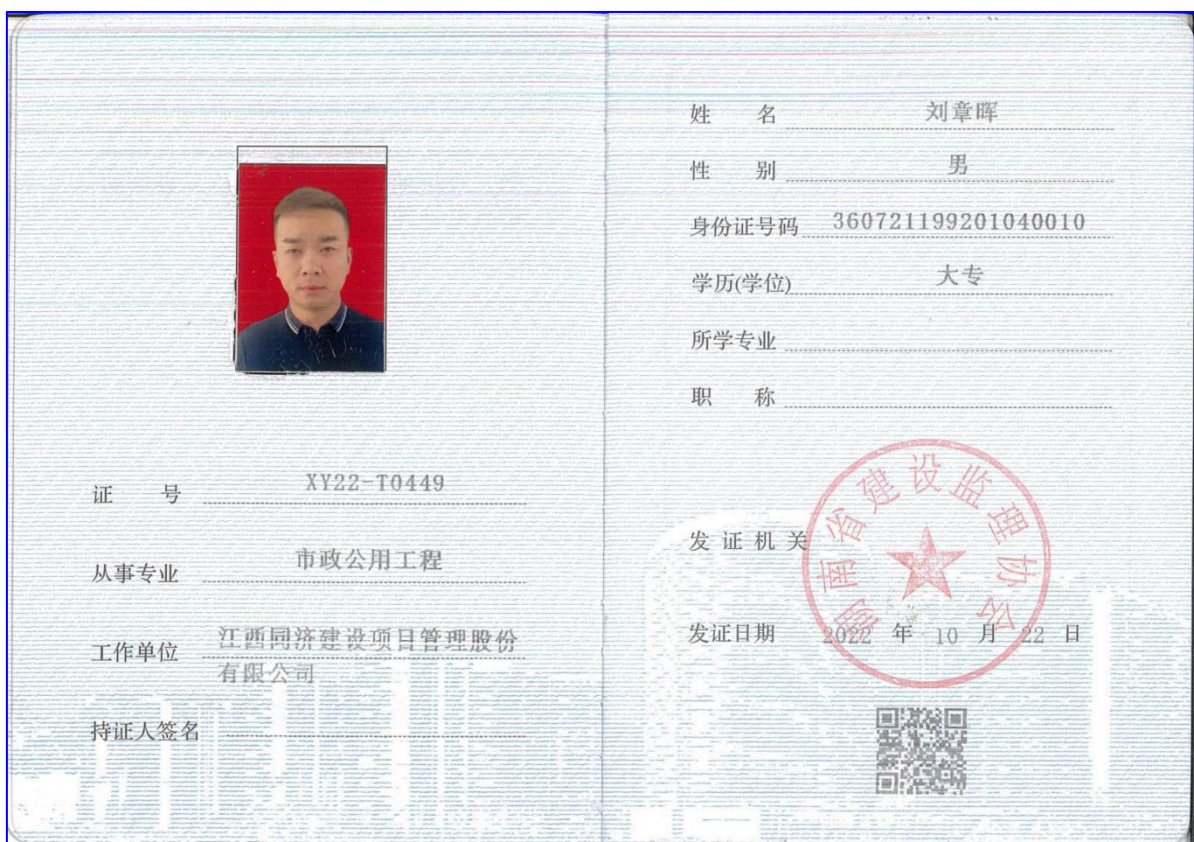 证 号 XY22-T0449
从事专业 市政公用工程
工作单位 江西同济建设项目管理股份
有限公司
持证人签名
姓 名 刘章晖
性 别 男
身份证号码 360721199201040010
学历(学位) 大专
所学专业
职 称
湖南省建设监理协会
发证机关
发证日期 2022 年 10 月 22 日